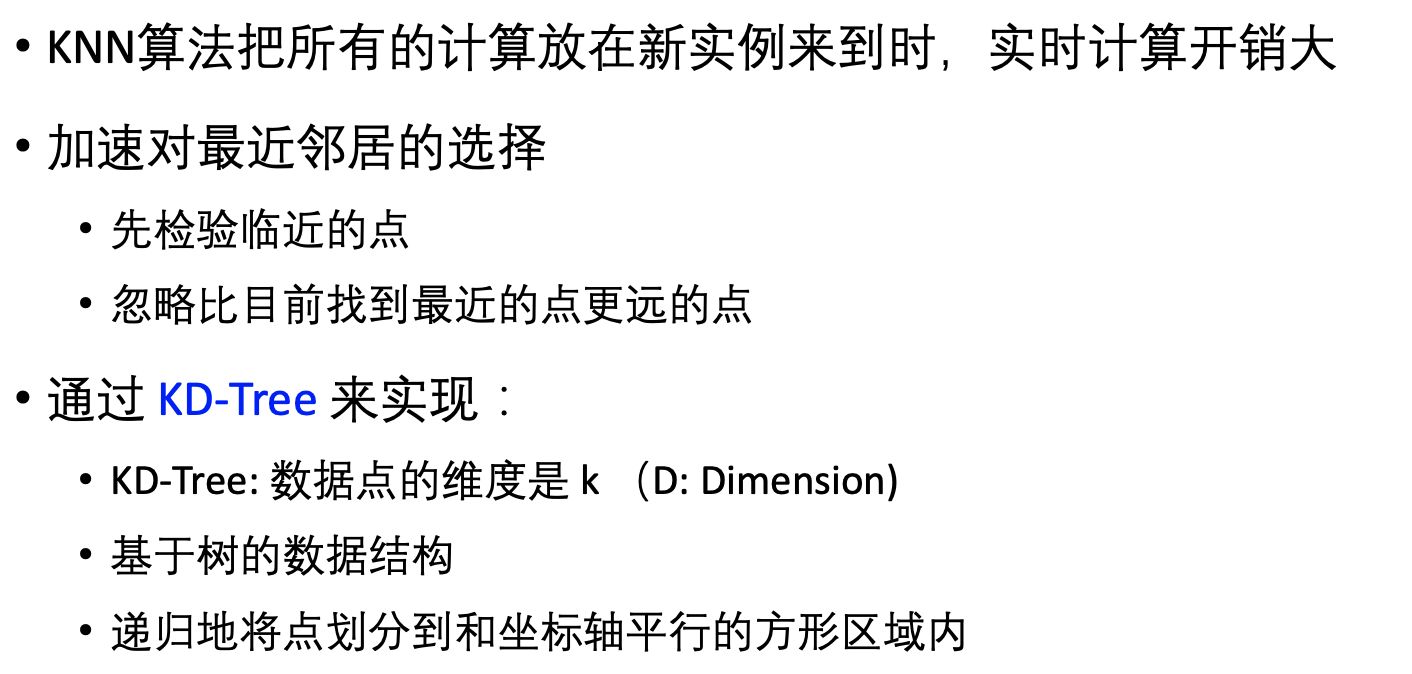 • KNN算法把所有的计算放在新实例来到时，实时计算开销大
• 加速对最近邻居的选择
• 先检验临近的点
• 忽略比目前找到最近的点更远的点
• 通过 KD-Tree 来实现：
• KD-Tree: 数据点的维度是 k （D: Dimension)
• 基于树的数据结构
• 递归地将点划分到和坐标轴平行的方形区域内